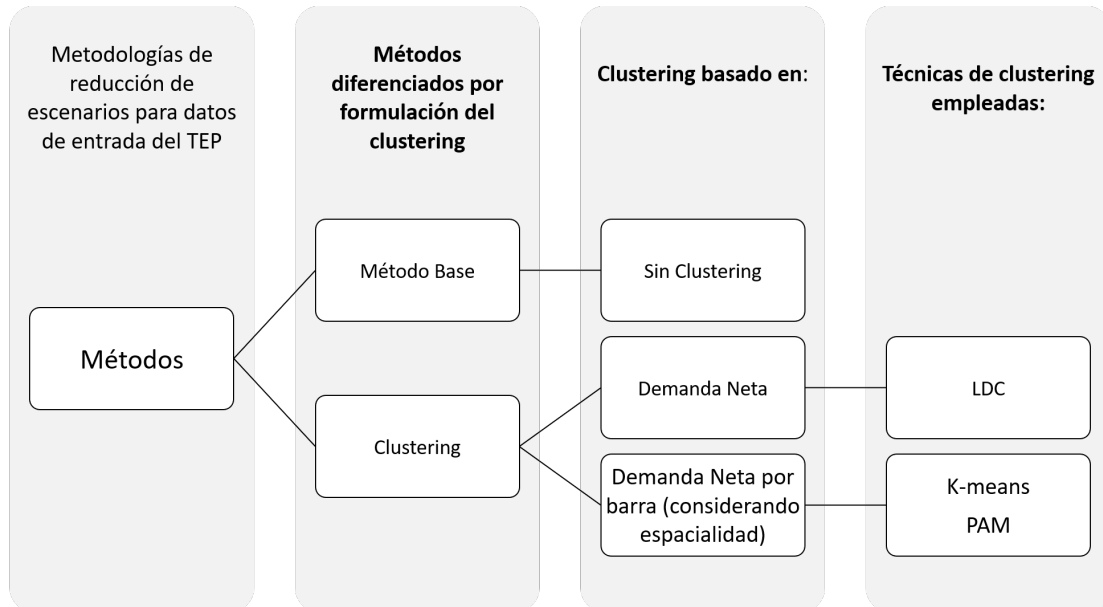 Metodologías de
reducción de
escenarios para datos
de entrada del TEP
Métodos
diferenciados por
formulación del
clustering
Clustering basado en:
Técnicas de clustering
empleadas:
Métodos
Método Base
Sin Clustering
Clustering
Demanda Neta
LDC
Demanda Neta por
barra (considerando
espacialidad)
K-means
PAM